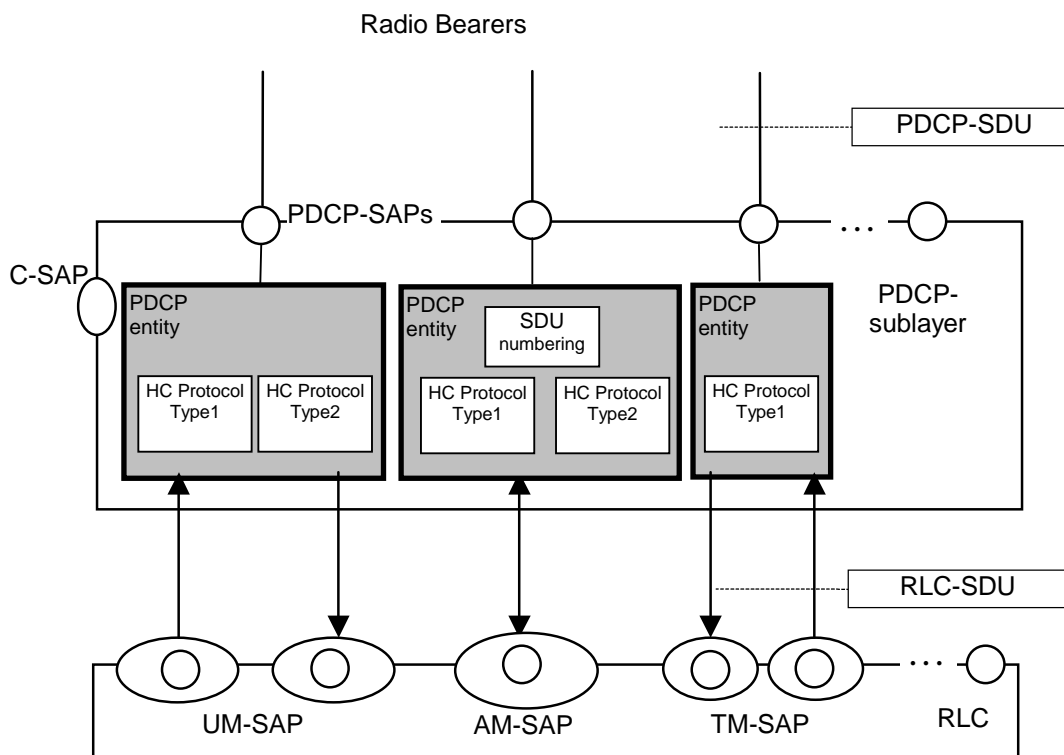 Radio Bearers
PDCP-SDU
PDCP-SAPs
...
C-SAP
PDCP
entity
HC Protocol
Type1
HC Protocol
Type2
PDCP
entity
SDU
numbering
HC Protocol
Type1
HC Protocol
Type2
PDCP
entity
HC Protocol
Type1
PDCP-
sublayer
RLC-SDU
...
UM-SAP
AM-SAP
TM-SAP
RLC